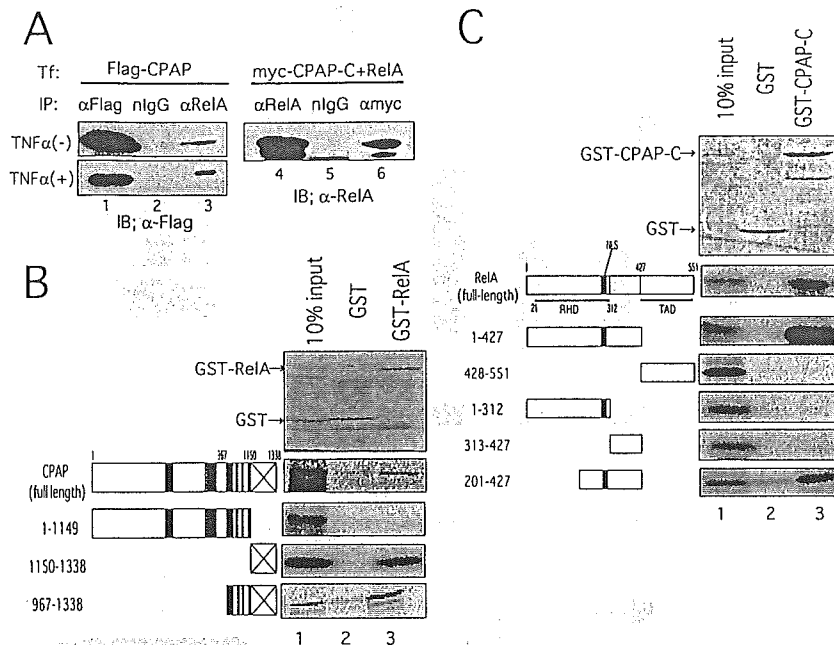 A
Tf: Flag-CPAP myc-CPAP-C+RelA
IP: αFlag nIgG αRelA αRelA nIgG αmyc
TNFα(-)
TNFα(+)
1 2 3 4 5 6
IB; α-Flag IB; α-RelA
B
10% input GST GST-RelA
GST-RelA→
GST→
1 967 1150 1338
CPAP
(full length)
1-1149
1150-1338
967-1338
1 2 3
C
10% input GST GST-CPAP-C
GST-CPAP-C→
GST→
NLS
1 427 551
RelA
(full-length)
21 RHD 312 TAD
1-427
428-551
1-312
313-427
201-427
1 2 3